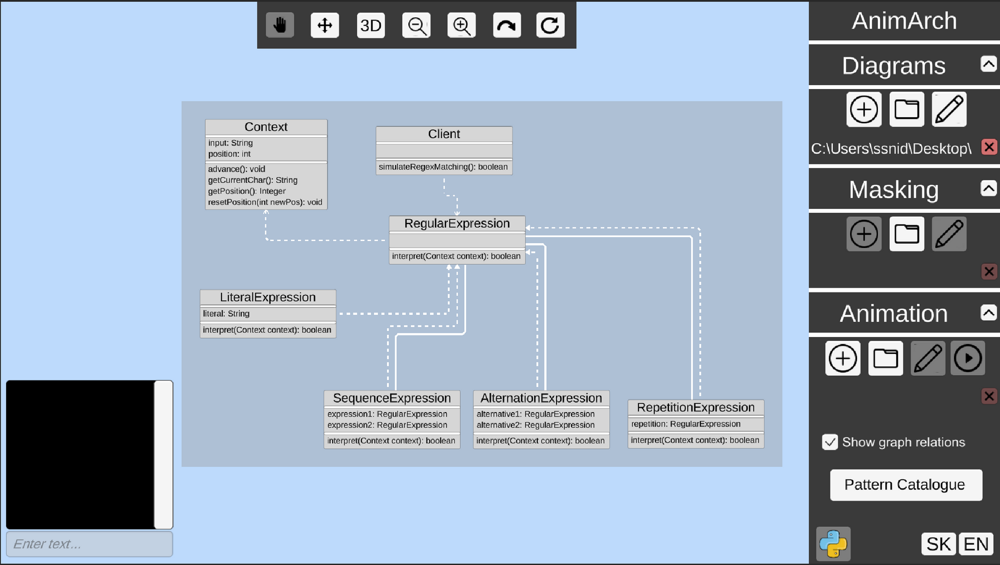 3D
AnimArch
Diagrams
C:\Users\ssnid\Desktop\
Masking
Animation
Show graph relations
Pattern Catalogue
SK EN
Context
input: String
position: int
advance(): void
getCurrentChar(): String
getPosition(): Integer
resetPosition(int newPos): void
Client
simulateRegexMatching(): boolean
RegularExpression
interpret(Context context): boolean
LiteralExpression
literal: String
interpret(Context context): boolean
SequenceExpression
expression1: RegularExpression
expression2: RegularExpression
interpret(Context context): boolean
AlternationExpression
alternative1: RegularExpression
alternative2: RegularExpression
interpret(Context context): boolean
RepetitionExpression
repetition: RegularExpression
interpret(Context context): boolean
Enter text...